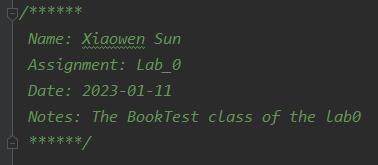 /******
Name: Xiaowen Sun
Assignment: Lab_0
Date: 2023-01-11
Notes: The BookTest class of the lab0
******/